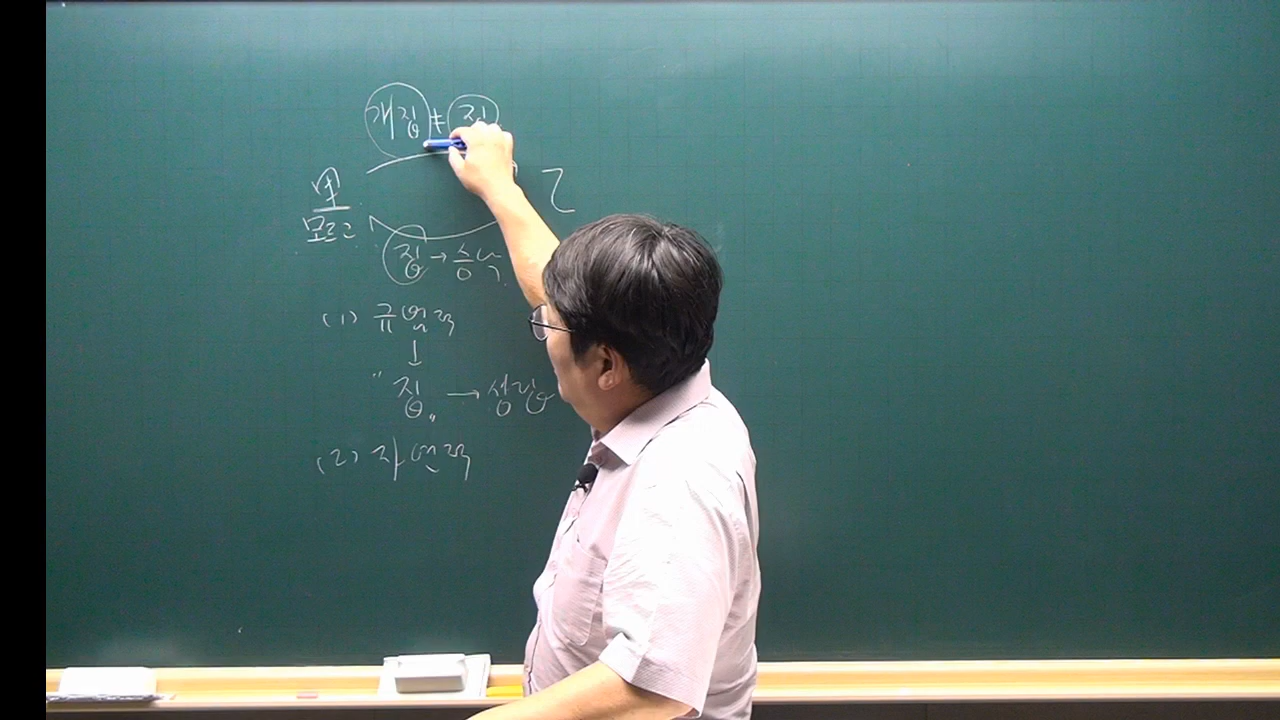 개집 ≠ 집
모르고
집 → 승낙
(1) 규범적
↓
"집" → 성장
(2) 자연적